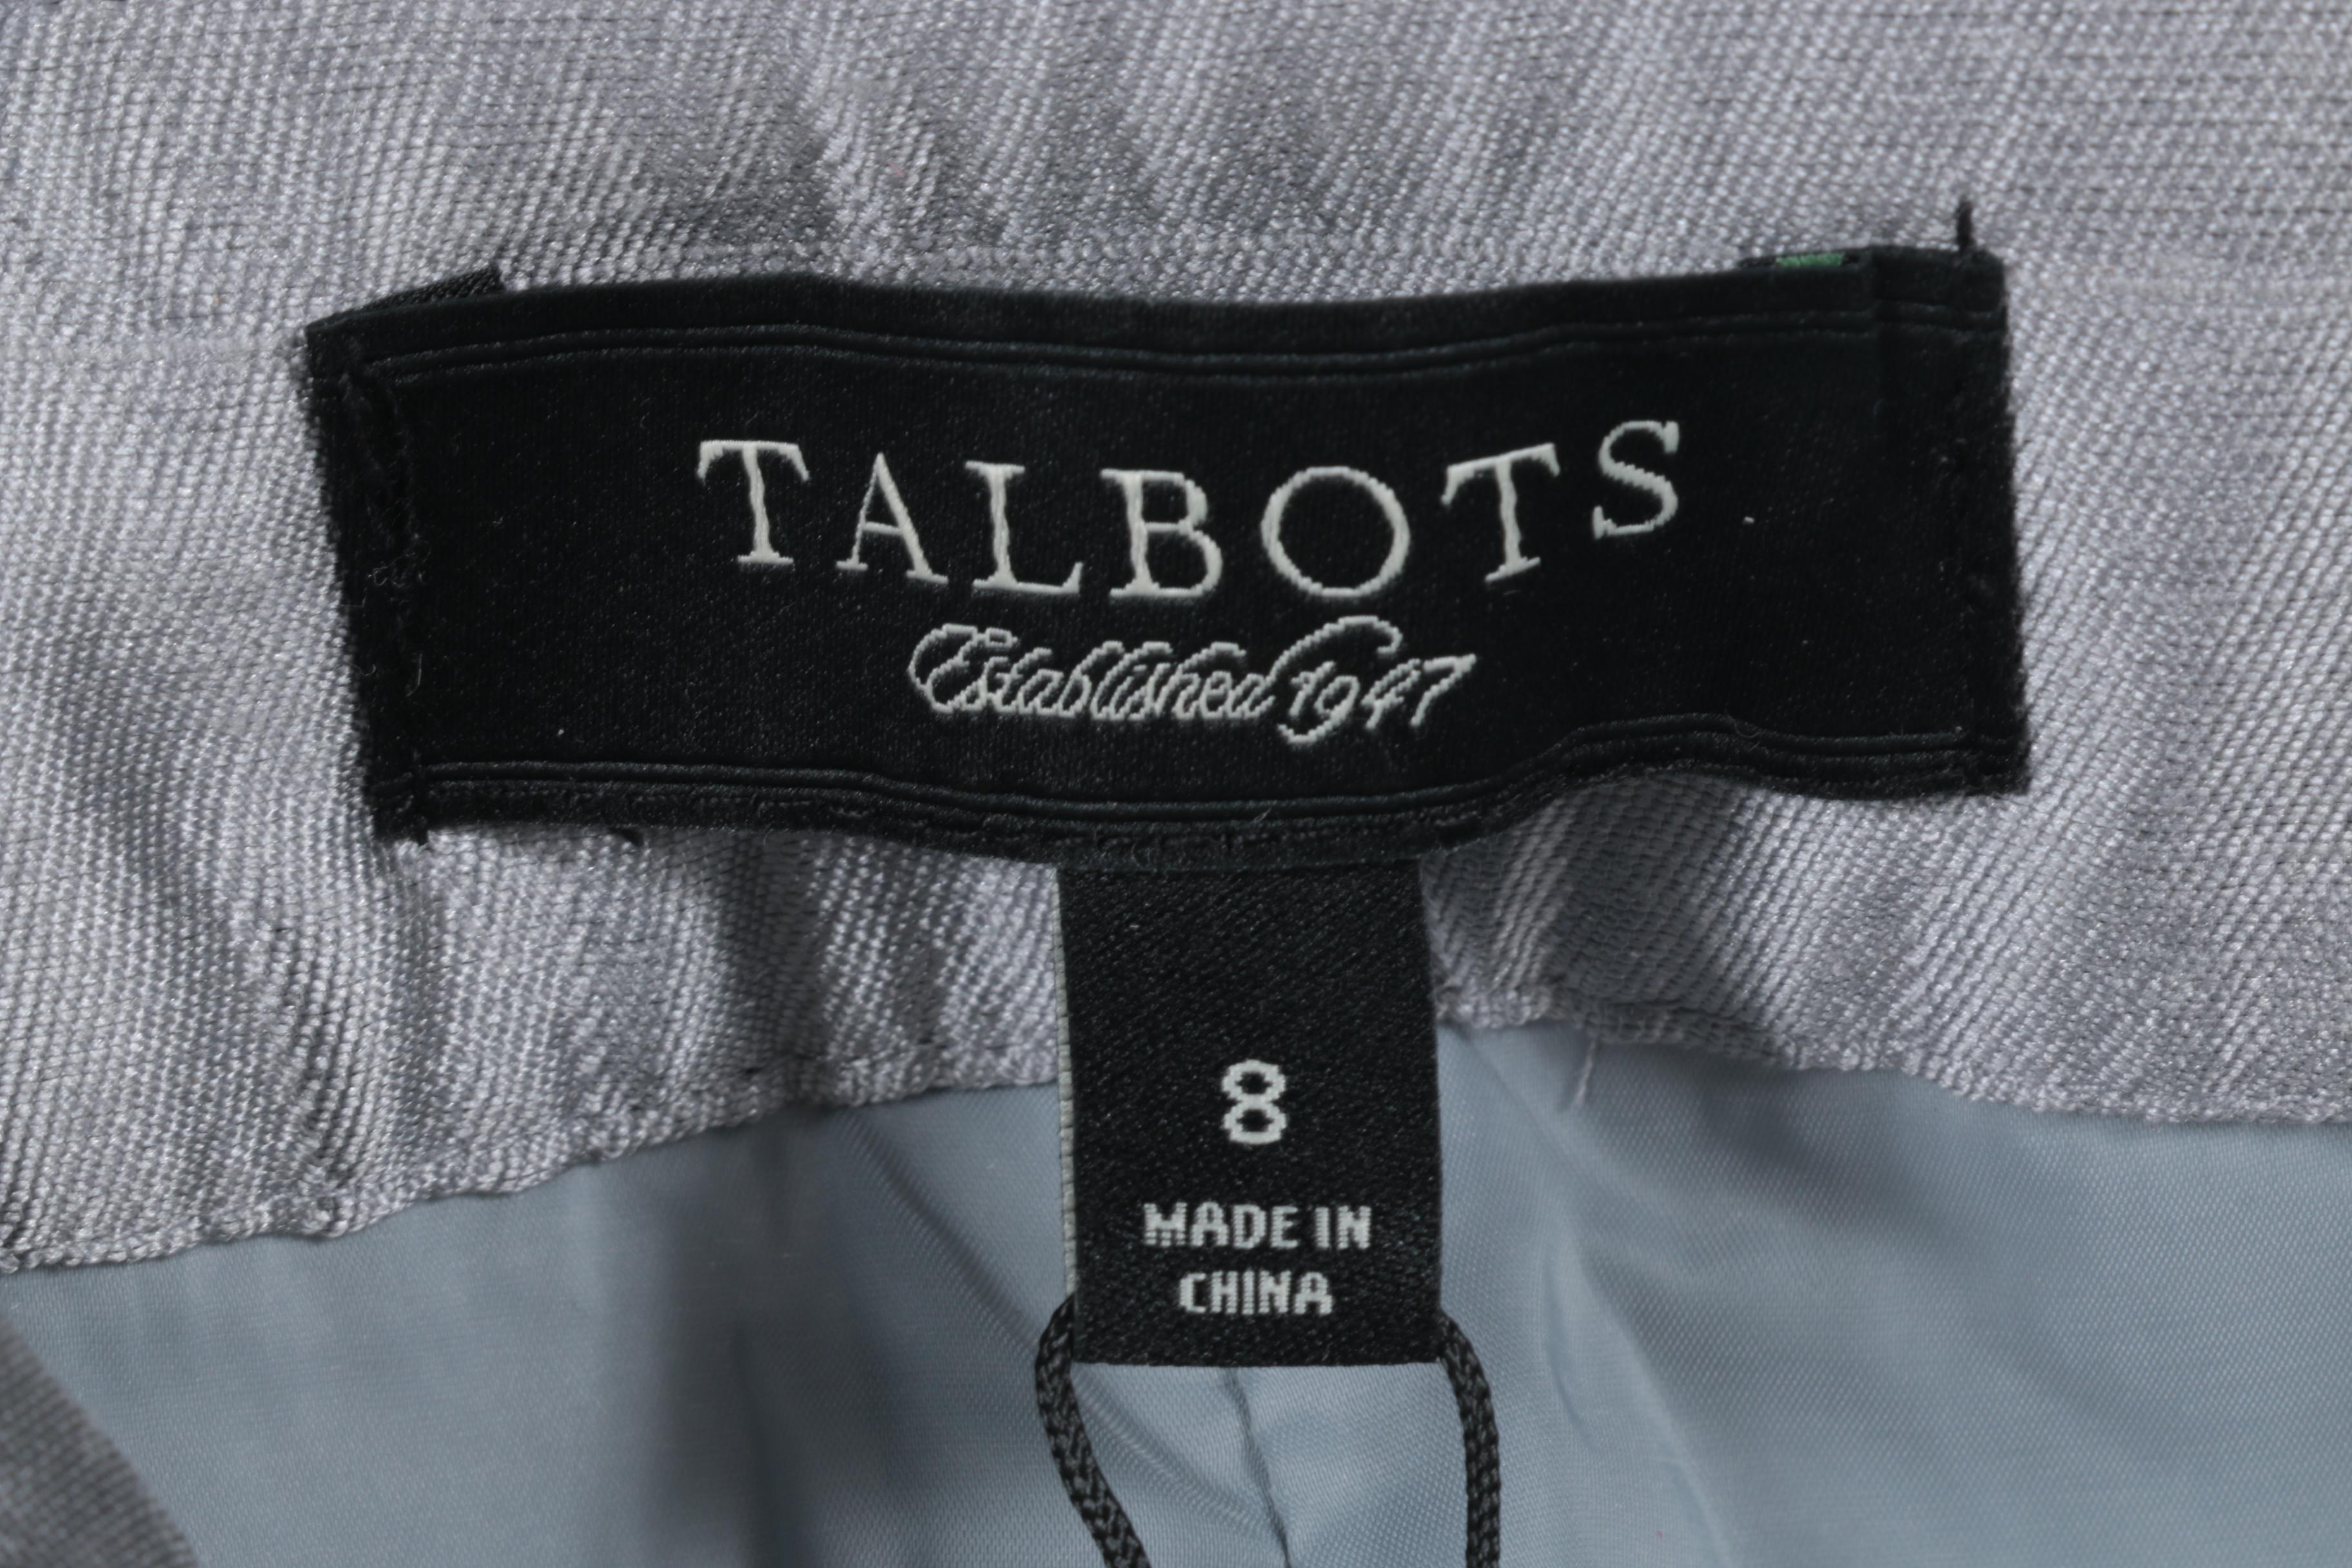 TALBOTS
Established 1947
8
MADE IN
CHINA